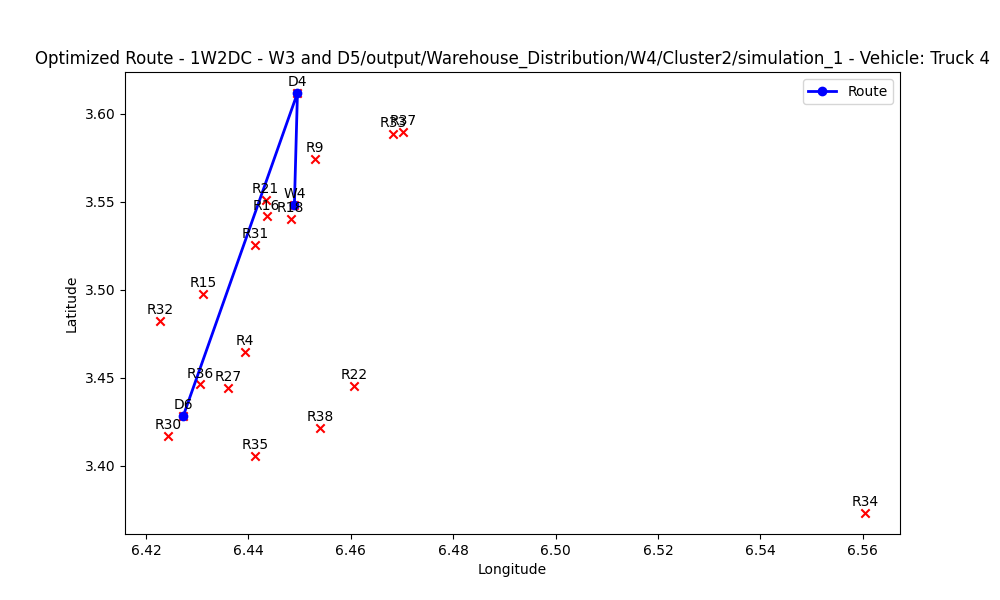 Optimized Route - 1W2DC - W3 and D5/output/Warehouse_Distribution/W4/Cluster2/simulation_1 - Vehicle: Truck 4
Route
D4
R33
R37
R9
R21
W4
R16
R18
R31
R15
R32
R4
R36
R27
R22
D6
R38
R30
R35
R34
3.60
3.55
3.50
3.45
3.40
Latitude
6.42
6.44
6.46
6.48
6.50
6.52
6.54
6.56
Longitude